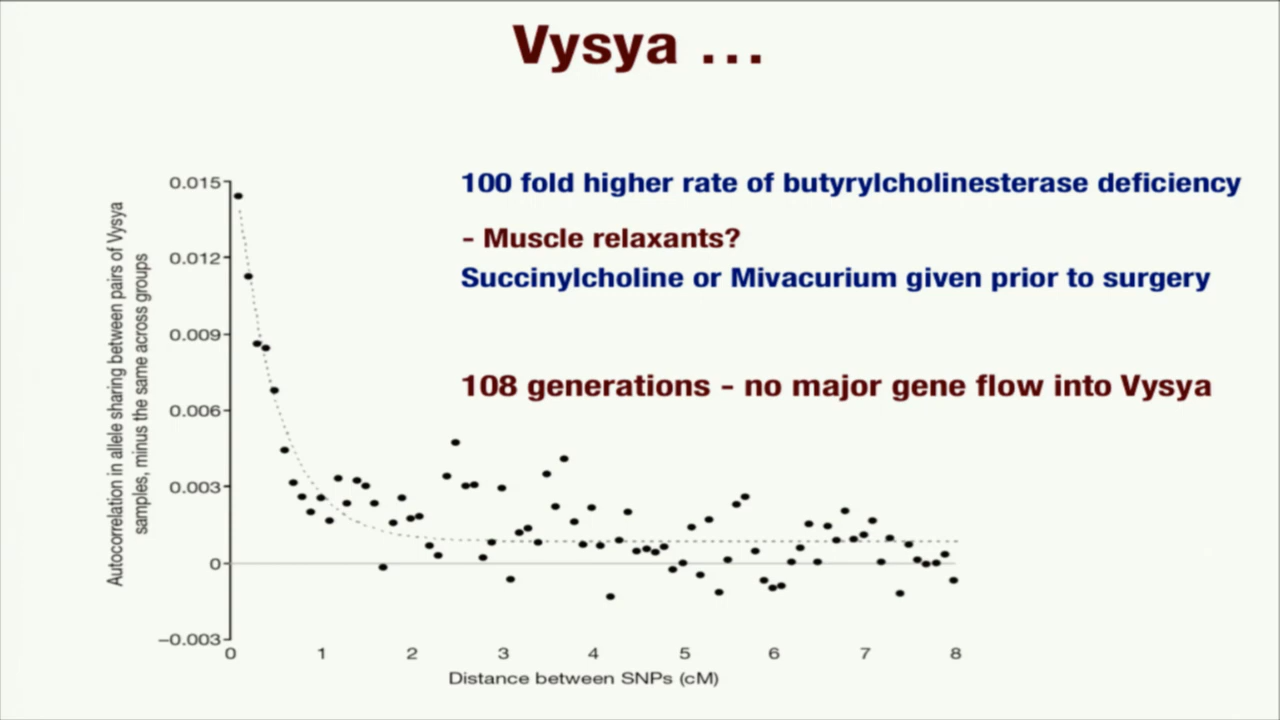 Vysya ...
100 fold higher rate of butyrylcholinesterase deficiency
- Muscle relaxants?
Succinylcholine or Mivacurium given prior to surgery
108 generations - no major gene flow into Vysya
Autocorrelation in allele sharing between pairs of Vysya
samples, minus the same across groups
0.015
0.012
0.009
0.006
0.003
0
−0.003
0 1 2 3 4 5 6 7 8
Distance between SNPs (cM)